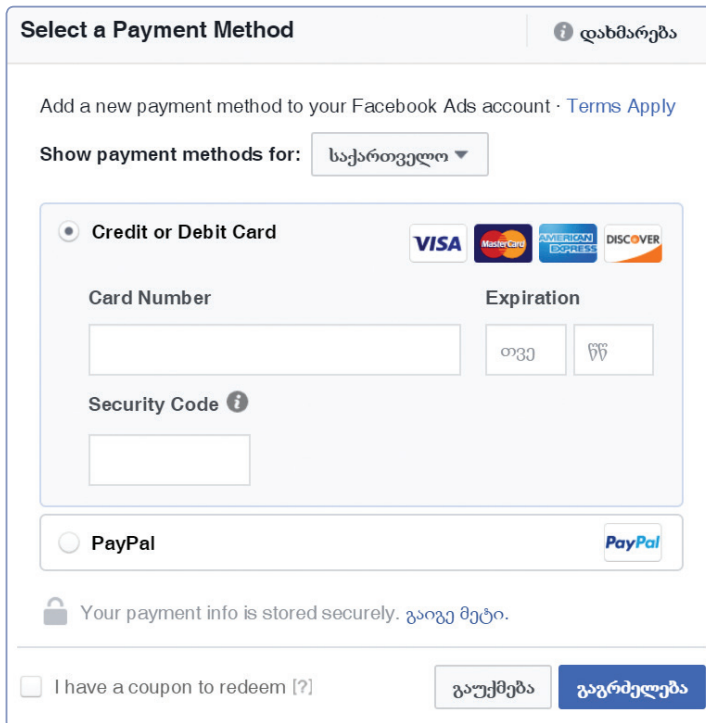 Select a Payment Method
დახმარება
Add a new payment method to your Facebook Ads account · Terms Apply
Show payment methods for: საქართველო
Credit or Debit Card VISA MasterCard AMERICAN EXPRESS DISCOVER
Card Number Expiration
თვე წწ
Security Code
PayPal PayPal
Your payment info is stored securely. გაიგე მეტი.
I have a coupon to redeem [?] გაუქმება გაგრძელება